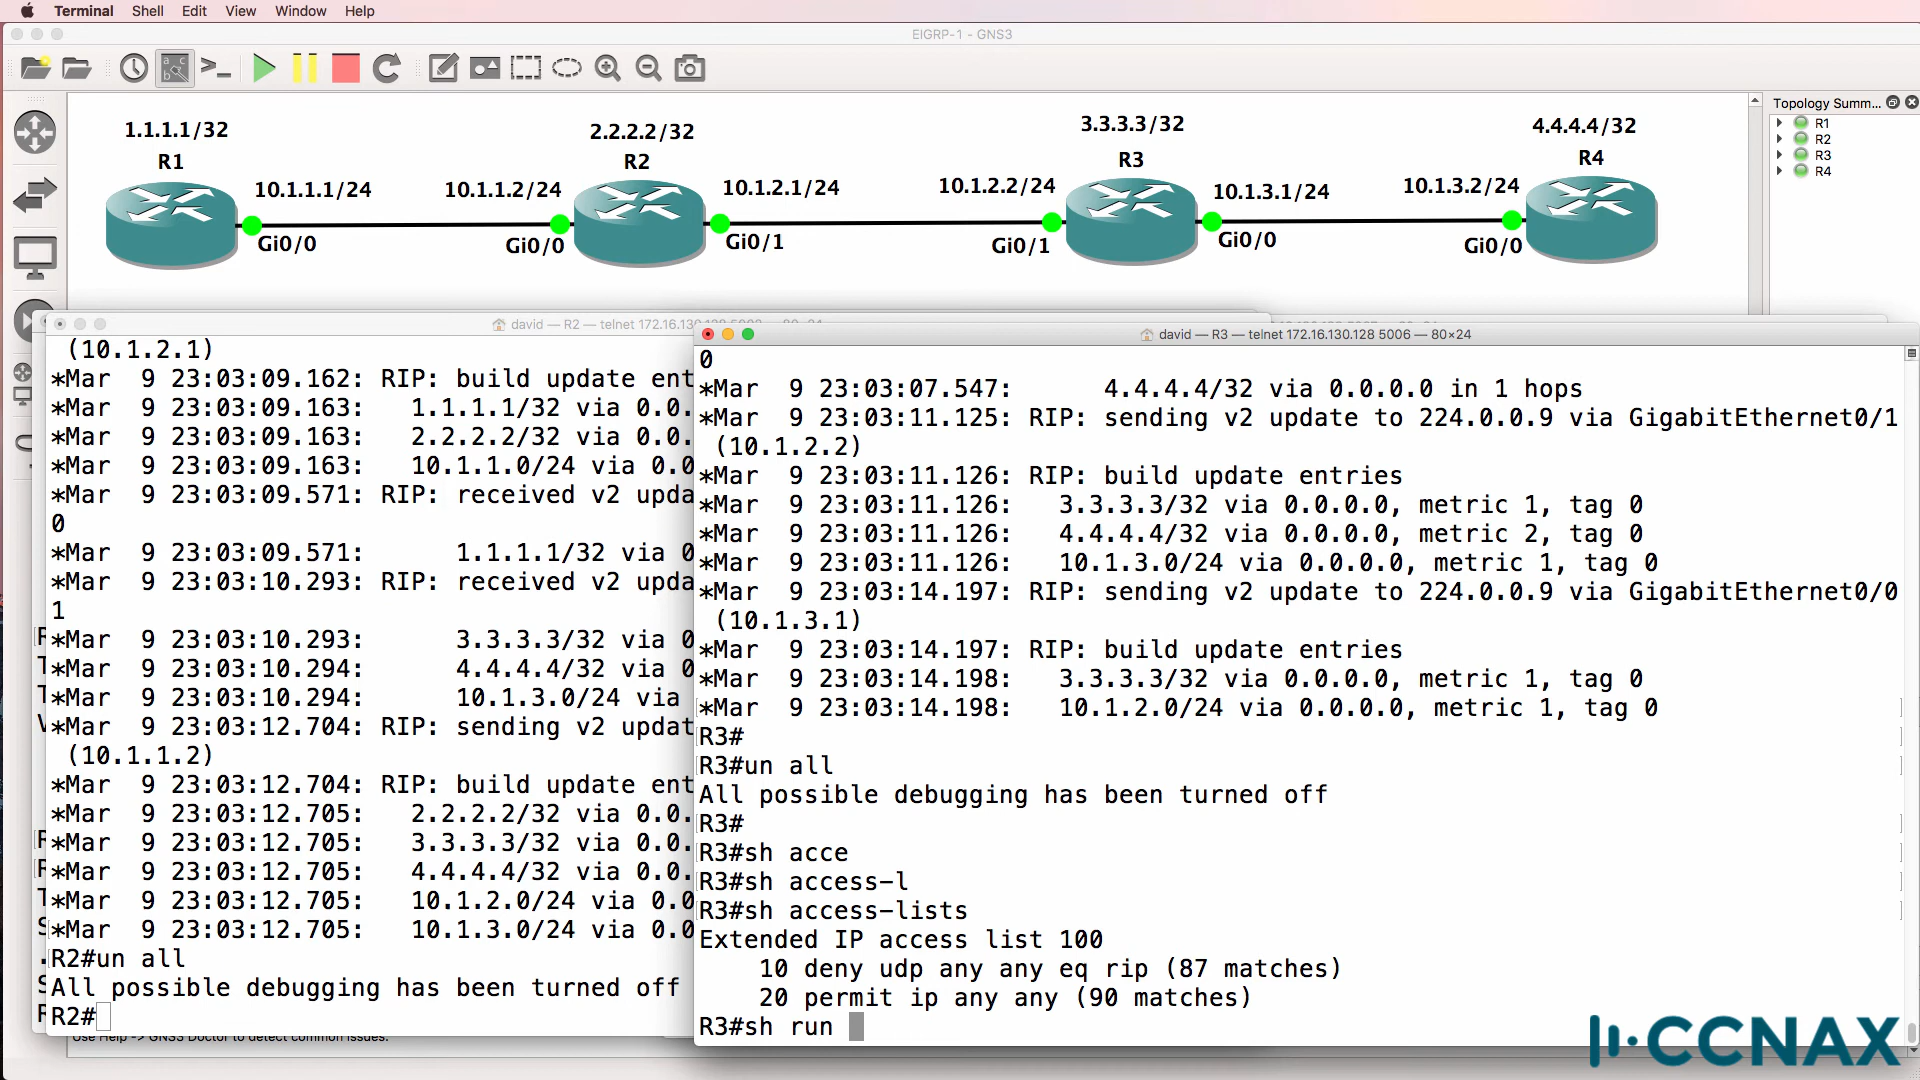 Terminal Shell Edit View Window Help
EIGRP-1 - GNS3
Topology Summ...
R1
R2
R3
R4
1.1.1.1/32
2.2.2.2/32
3.3.3.3/32
4.4.4.4/32
R1
R2
R3
R4
10.1.1.1/24
10.1.1.2/24
10.1.2.1/24
10.1.2.2/24
10.1.3.1/24
10.1.3.2/24
Gi0/0
Gi0/0
Gi0/1
Gi0/1
Gi0/0
Gi0/0
david — R2 — telnet 172.16.130.128
(10.1.2.1)
*Mar  9 23:03:09.162: RIP: build update ent
*Mar  9 23:03:09.163:   1.1.1.1/32 via 0.0.
*Mar  9 23:03:09.163:   2.2.2.2/32 via 0.0.
*Mar  9 23:03:09.163:   10.1.1.0/24 via 0.0
*Mar  9 23:03:09.571: RIP: received v2 upda
0
*Mar  9 23:03:09.571:      1.1.1.1/32 via 0
*Mar  9 23:03:10.293: RIP: received v2 upda
1
*Mar  9 23:03:10.293:      3.3.3.3/32 via 0
*Mar  9 23:03:10.294:      4.4.4.4/32 via 0
*Mar  9 23:03:10.294:      10.1.3.0/24 via
*Mar  9 23:03:12.704: RIP: sending v2 updat
(10.1.1.2)
*Mar  9 23:03:12.704: RIP: build update ent
*Mar  9 23:03:12.705:   2.2.2.2/32 via 0.0.
*Mar  9 23:03:12.705:   3.3.3.3/32 via 0.0.
*Mar  9 23:03:12.705:   4.4.4.4/32 via 0.0.
*Mar  9 23:03:12.705:   10.1.2.0/24 via 0.0
*Mar  9 23:03:12.705:   10.1.3.0/24 via 0.0
R2#un all
All possible debugging has been turned off
R2#
Use Help -> GNS3 Doctor to detect common issues.
david — R3 — telnet 172.16.130.128 5006 — 80×24
0
*Mar  9 23:03:07.547:      4.4.4.4/32 via 0.0.0.0 in 1 hops
*Mar  9 23:03:11.125: RIP: sending v2 update to 224.0.0.9 via GigabitEthernet0/1
(10.1.2.2)
*Mar  9 23:03:11.126: RIP: build update entries
*Mar  9 23:03:11.126:   3.3.3.3/32 via 0.0.0.0, metric 1, tag 0
*Mar  9 23:03:11.126:   4.4.4.4/32 via 0.0.0.0, metric 2, tag 0
*Mar  9 23:03:11.126:   10.1.3.0/24 via 0.0.0.0, metric 1, tag 0
*Mar  9 23:03:14.197: RIP: sending v2 update to 224.0.0.9 via GigabitEthernet0/0
(10.1.3.1)
*Mar  9 23:03:14.197: RIP: build update entries
*Mar  9 23:03:14.198:   3.3.3.3/32 via 0.0.0.0, metric 1, tag 0
*Mar  9 23:03:14.198:   10.1.2.0/24 via 0.0.0.0, metric 1, tag 0
R3#
R3#un all
All possible debugging has been turned off
R3#
R3#sh acce
R3#sh access-l
R3#sh access-lists
Extended IP access list 100
    10 deny udp any any eq rip (87 matches)
    20 permit ip any any (90 matches)
R3#sh run
CCNAX